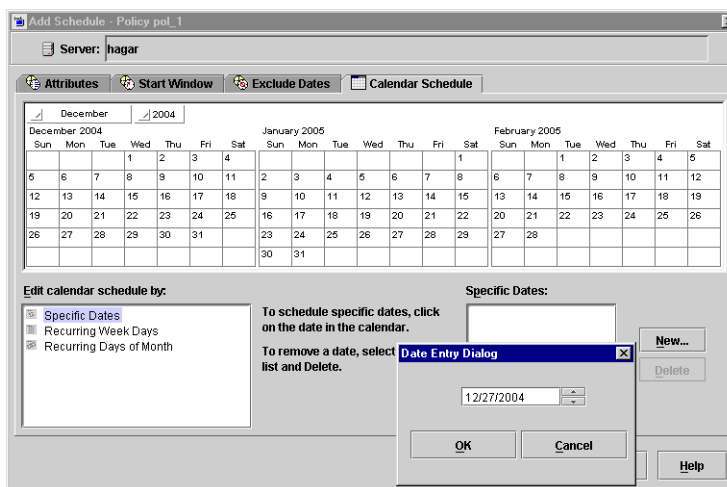 Add Schedule - Policy pol_1
Server: hagar
Attributes Start Window Exclude Dates Calendar Schedule
December 2004
December 2004 January 2005 February 2005
Sun Mon Tue Wed Thu Fri Sat Sun Mon Tue Wed Thu Fri Sat Sun Mon Tue Wed Thu Fri Sat
1 2 3 4 1 1 2 3 4 5
5 6 7 8 9 10 11 2 3 4 5 6 7 8 6 7 8 9 10 11 12
12 13 14 15 16 17 18 9 10 11 12 13 14 15 13 14 15 16 17 18 19
19 20 21 22 23 24 25 16 17 18 19 20 21 22 20 21 22 23 24 25 26
26 27 28 29 30 31 23 24 25 26 27 28 29 27 28
30 31
Edit calendar schedule by:
Specific Dates
Recurring Week Days
Recurring Days of Month
To schedule specific dates, click
on the date in the calendar.
To remove a date, select
list and Delete.
Specific Dates:
New...
Delete
Date Entry Dialog
12/27/2004
OK Cancel
Help